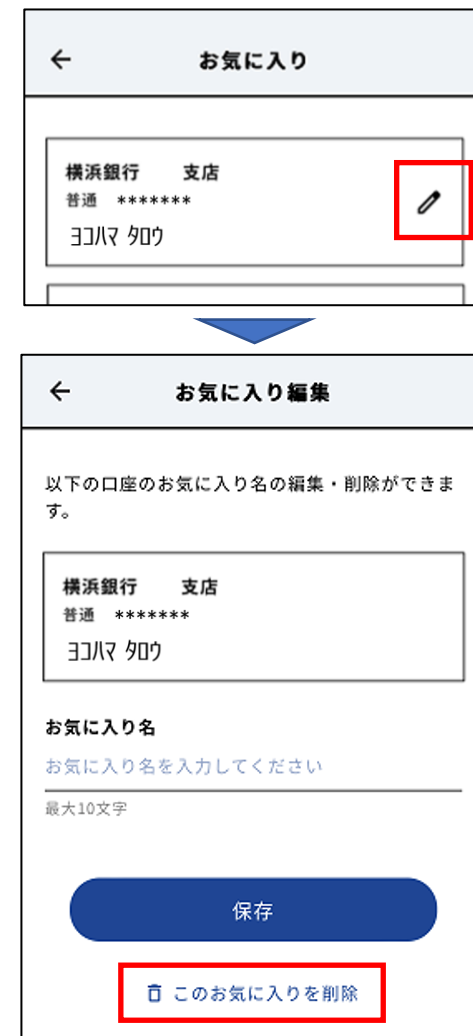 お気に入り
横浜銀行 支店
普通 *******
ﾖｺﾊﾏ ﾀﾛｳ
お気に入り編集
以下の口座のお気に入り名の編集・削除ができま
す。
横浜銀行 支店
普通 *******
ﾖｺﾊﾏ ﾀﾛｳ
お気に入り名
お気に入り名を入力してください
最大10文字
保存
このお気に入りを削除